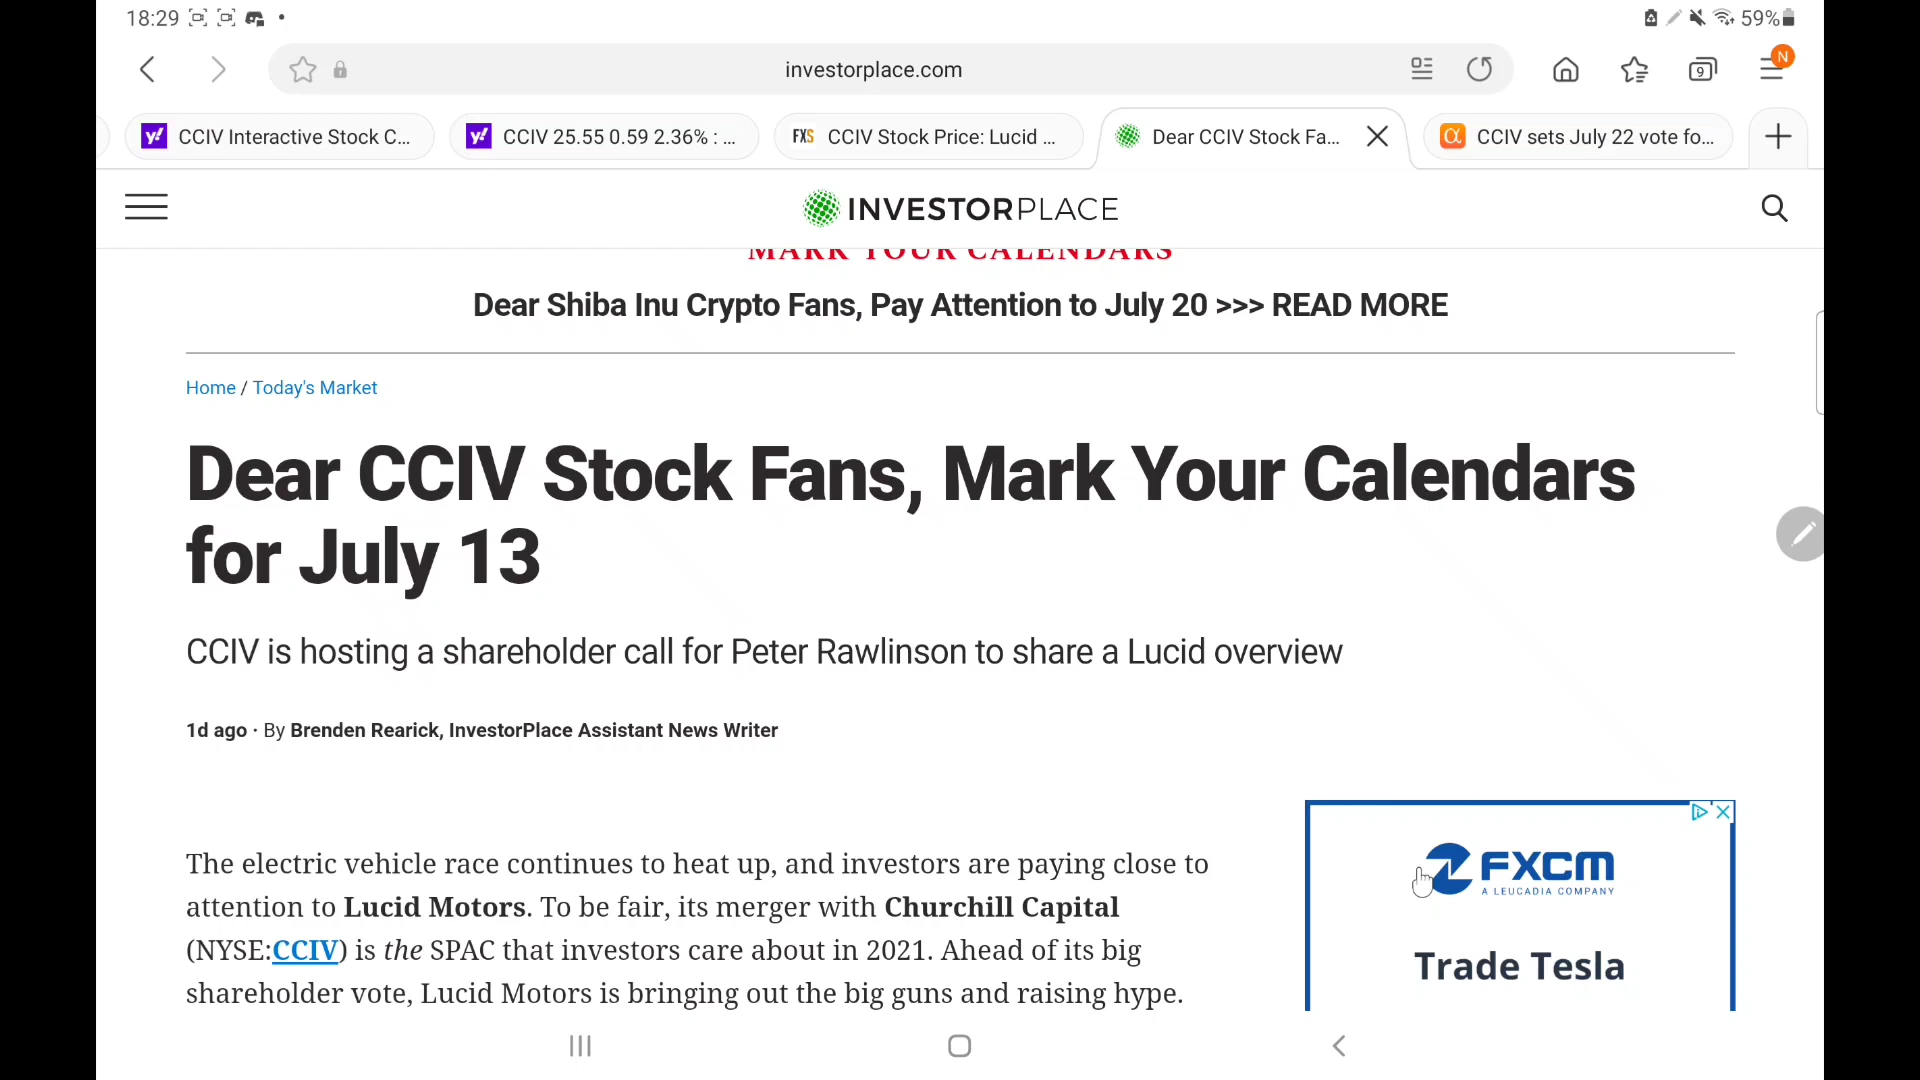 18:29
59%
investorplace.com
9
N
CCIV Interactive Stock C...
CCIV 25.55 0.59 2.36% : ...
FXS CCIV Stock Price: Lucid ...
Dear CCIV Stock Fa...
CCIV sets July 22 vote fo...
INVESTORPLACE
MARK YOUR CALENDARS
Dear Shiba Inu Crypto Fans, Pay Attention to July 20 >>> READ MORE
Home / Today's Market
Dear CCIV Stock Fans, Mark Your Calendars
for July 13
CCIV is hosting a shareholder call for Peter Rawlinson to share a Lucid overview
1d ago · By Brenden Rearick, InvestorPlace Assistant News Writer
The electric vehicle race continues to heat up, and investors are paying close to
attention to Lucid Motors. To be fair, its merger with Churchill Capital
(NYSE:CCIV) is the SPAC that investors care about in 2021. Ahead of its big
shareholder vote, Lucid Motors is bringing out the big guns and raising hype.
FXCM
A LEUCADIA COMPANY
Trade Tesla